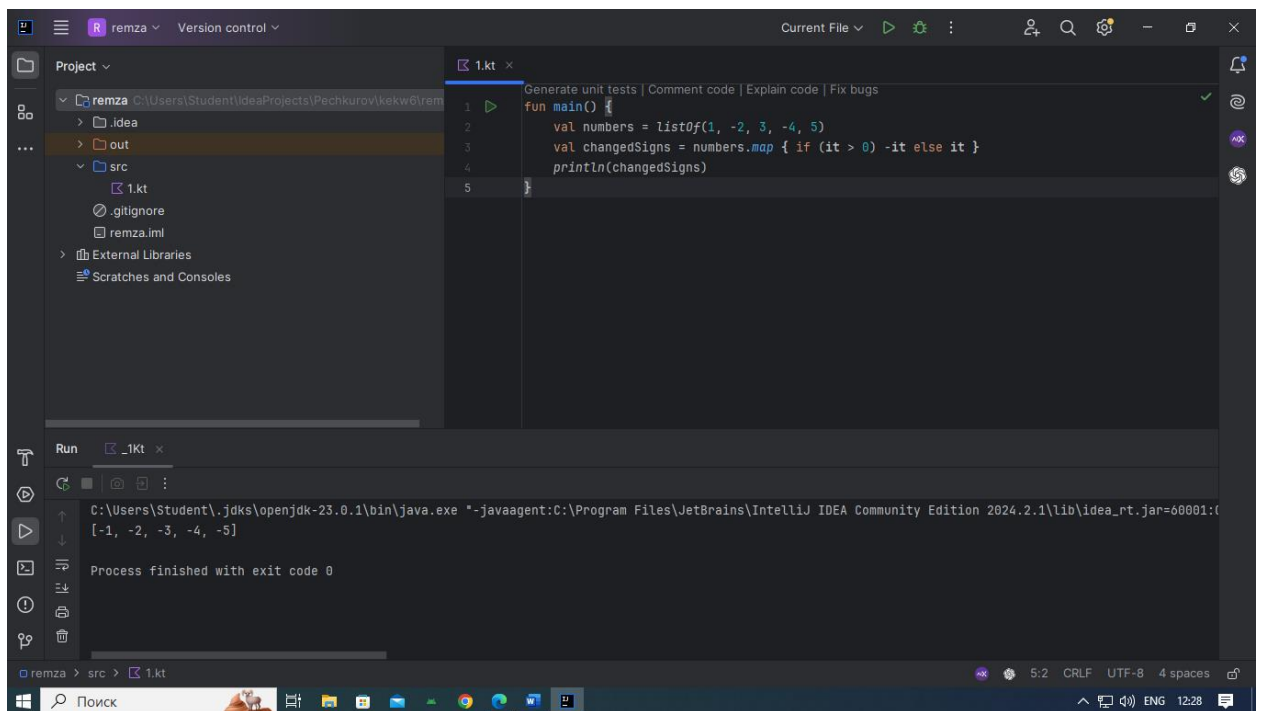 R remza Version control Current File
Project
1.kt
remza C:\Users\Student\IdeaProjects\Pechkurov\kekw6\rem
.idea
out
src
1.kt
.gitignore
remza.iml
External Libraries
Scratches and Consoles
Generate unit tests | Comment code | Explain code | Fix bugs
1 fun main() {
2 val numbers = listOf(1, -2, 3, -4, 5)
3 val changedSigns = numbers.map { if (it > 0) -it else it }
4 println(changedSigns)
5 }
Run _1Kt
C:\Users\Student\.jdks\openjdk-23.0.1\bin\java.exe "-javaagent:C:\Program Files\JetBrains\IntelliJ IDEA Community Edition 2024.2.1\lib\idea_rt.jar=60001:
[-1, -2, -3, -4, -5]
Process finished with exit code 0
remza > src > 1.kt 5:2 CRLF UTF-8 4 spaces
Поиск ENG 12:28